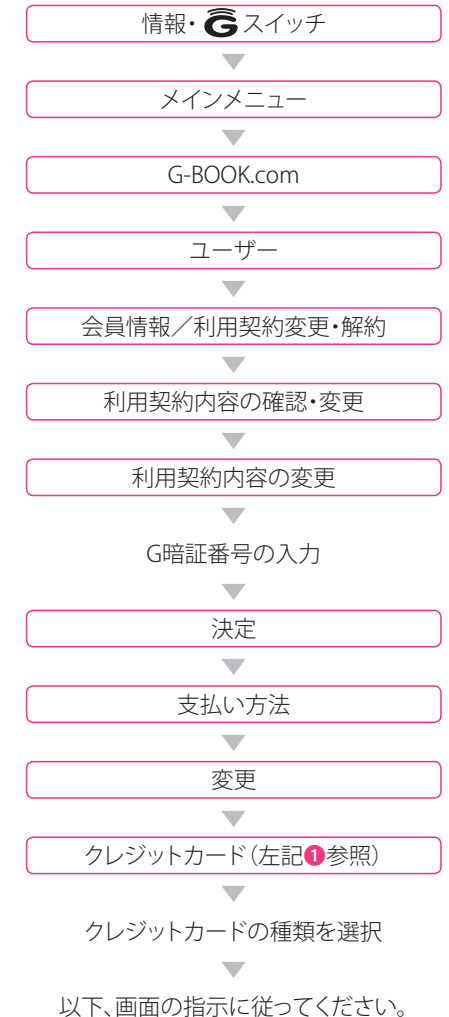 情報・Gスイッチ
メインメニュー
G-BOOK.com
ユーザー
会員情報／利用契約変更・解約
利用契約内容の確認・変更
利用契約内容の変更
G暗証番号の入力
決定
支払い方法
変更
クレジットカード（左記❶参照）
クレジットカードの種類を選択
以下、画面の指示に従ってください。